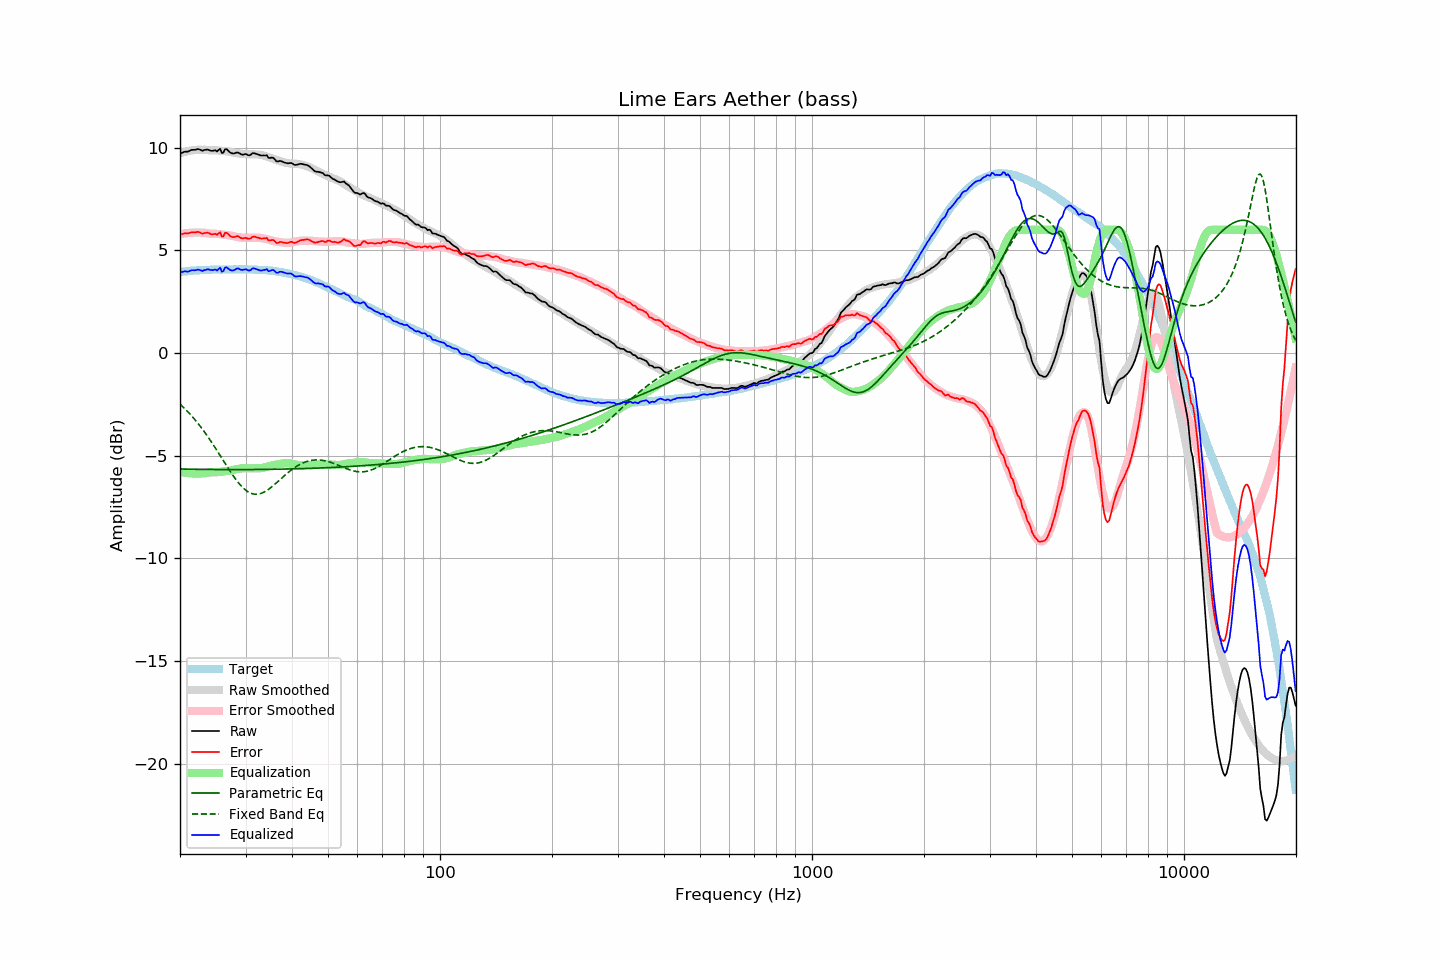 Lime Ears Aether (bass)
10
5
0
−5
−10
−15
−20
Amplitude (dBr)
Target
Raw Smoothed
Error Smoothed
Raw
Error
Equalization
Parametric Eq
Fixed Band Eq
Equalized
100
1000
10000
Frequency (Hz)